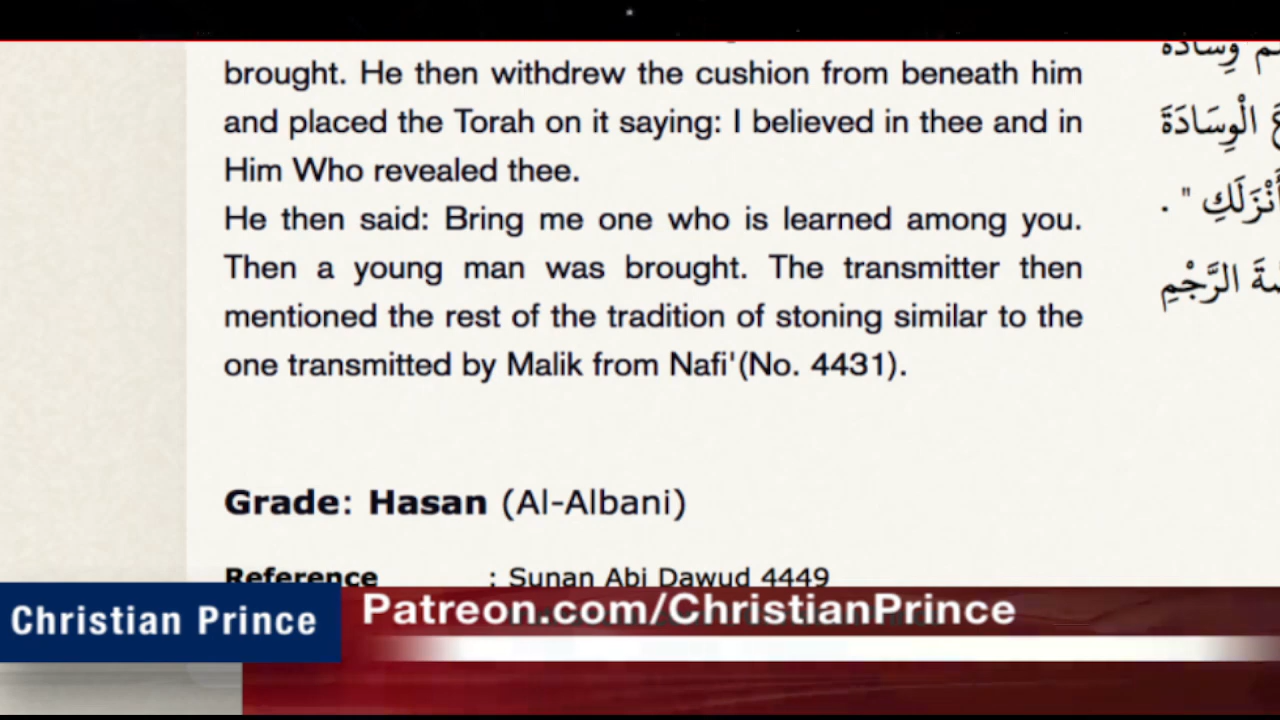 brought. He then withdrew the cushion from beneath him
and placed the Torah on it saying: I believed in thee and in
Him Who revealed thee.
He then said: Bring me one who is learned among you.
Then a young man was brought. The transmitter then
mentioned the rest of the tradition of stoning similar to the
one transmitted by Malik from Nafi'(No. 4431).
وِسَادَةً
الْوِسَادَةَ
أَنْزَلَكِ " .
الرَّجْمِ
Grade: Hasan (Al-Albani)
Reference : Sunan Abi Dawud 4449
Christian Prince
Patreon.com/ChristianPrince